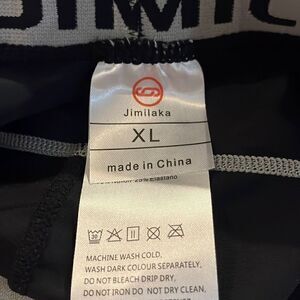 Jimilaka
XL
made in China
MACHINE WASH COLD,
WASH DARK COLOUR SEPARATELY,
DO NOT BLEACH DRIP DRY,
DO NOT IRON DO NOT DRY CLEAN,